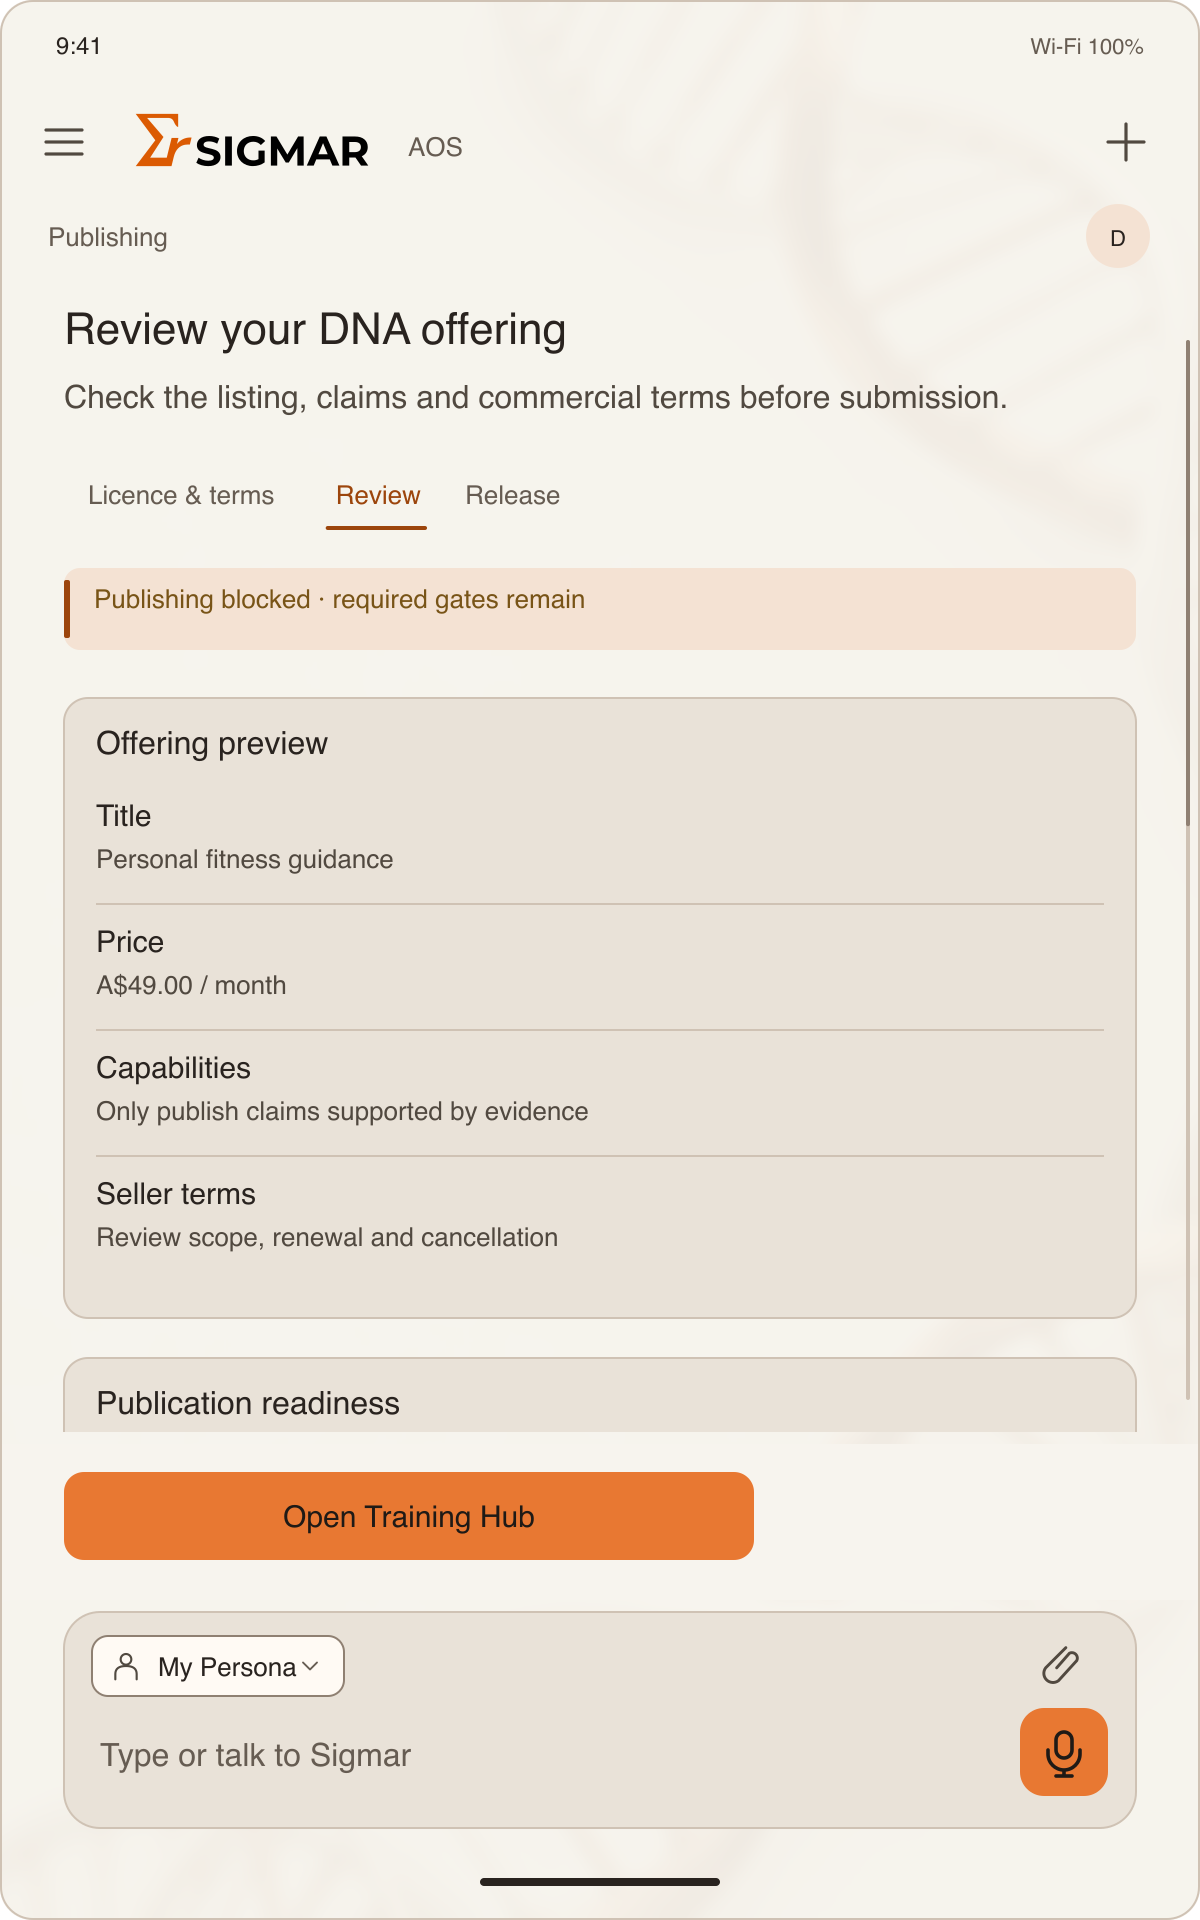 9:41
Wi-Fi 100%
Σr SIGMAR AOS
Publishing
D
Review your DNA offering
Check the listing, claims and commercial terms before submission.
Licence & terms
Review
Release
Publishing blocked · required gates remain
Offering preview
Title
Personal fitness guidance
Price
A$49.00 / month
Capabilities
Only publish claims supported by evidence
Seller terms
Review scope, renewal and cancellation
Publication readiness
Open Training Hub
My Persona
Type or talk to Sigmar